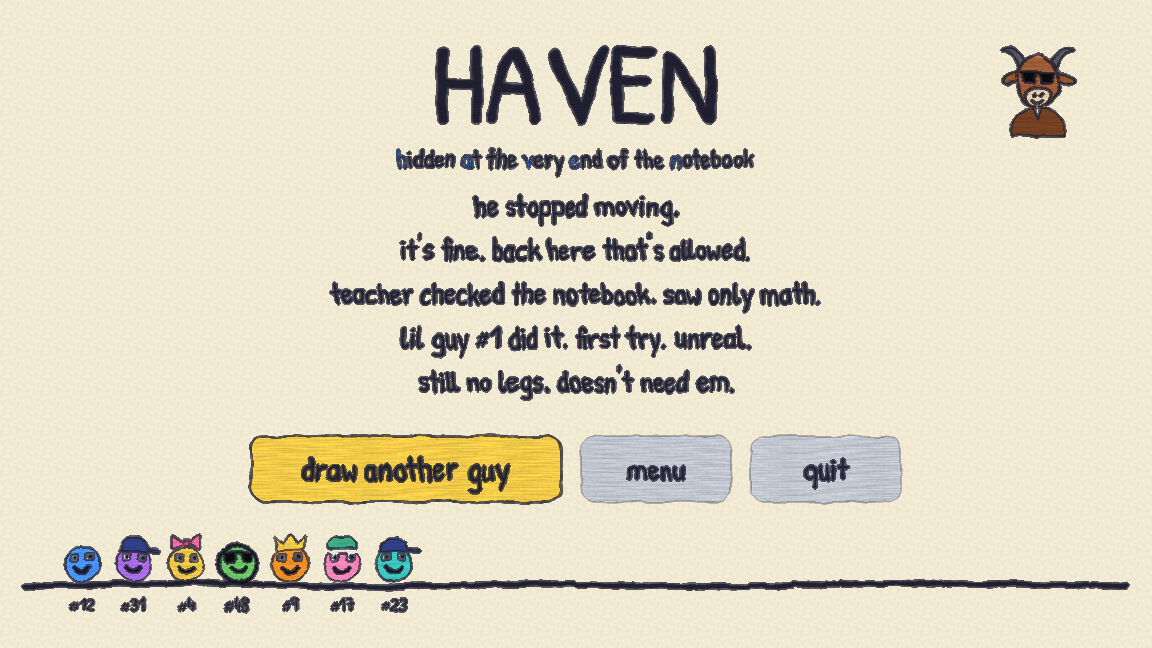 HAVEN
hidden at the very end of the notebook
he stopped moving.
it's fine. back here that's allowed.
teacher checked the notebook. saw only math.
lil guy #1 did it. first try. unreal.
still no legs. doesn't need em.
draw another guy
menu
quit
#12 #31 #4 #48 #9 #17 #23